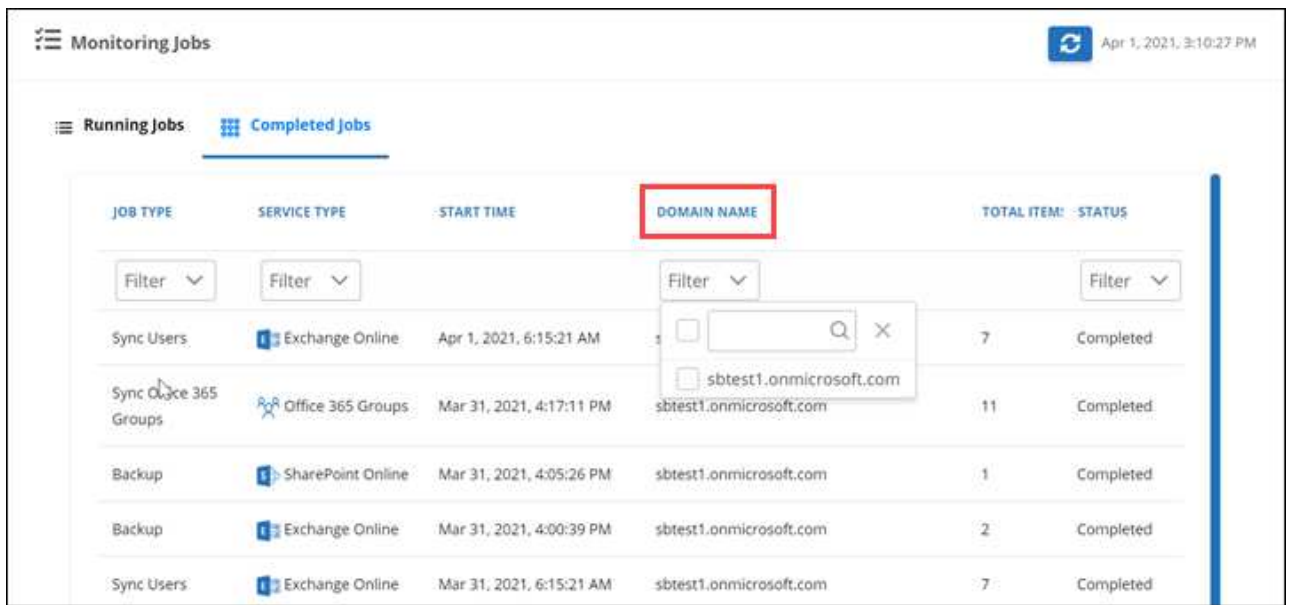 Monitoring Jobs
Apr 1, 2021, 3:10:27 PM
Running Jobs
Completed Jobs
JOB TYPE SERVICE TYPE START TIME DOMAIN NAME TOTAL ITEM: STATUS
Filter Filter Filter Filter
Sync Users Exchange Online Apr 1, 2021, 6:15:21 AM 7 Completed
sbtest1.onmicrosoft.com
Sync 365
Groups
Office 365 Groups Mar 31, 2021, 4:17:11 PM sbtest1.onmicrosoft.com 11 Completed
Backup SharePoint Online Mar 31, 2021, 4:05:26 PM sbtest1.onmicrosoft.com 1 Completed
Backup Exchange Online Mar 31, 2021, 4:00:39 PM sbtest1.onmicrosoft.com 2 Completed
Sync Users Exchange Online Mar 31, 2021, 6:15:21 AM sbtest1.onmicrosoft.com 7 Completed